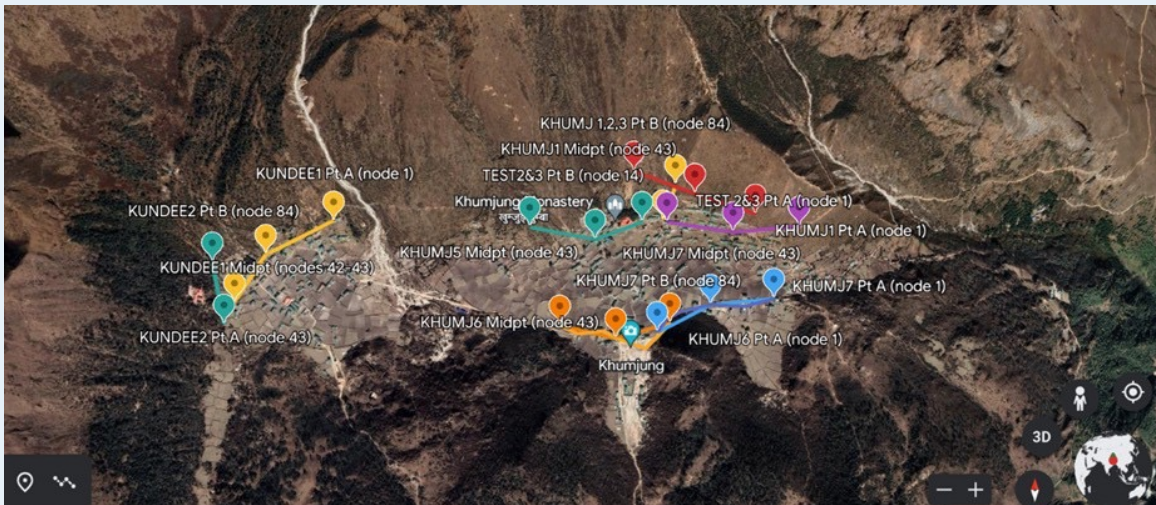 KHUMJ 1,2,3 Pt B (node 84)
KHUMJ1 Midpt (node 43)
KUNDEE1 Pt A (node 1)
TEST2&3 Pt B (node 14)
Khumjung Monastery
TEST 2&3 Pt A (node 1)
KUNDEE2 Pt B (node 84)
KHUMJ1 Pt A (node 1)
KHUMJ5 Midpt (node 43)
KHUMJ7 Midpt (node 43)
KUNDEE1 Midpt (nodes 42-43)
KHUMJ7 Pt B (node 84)
KHUMJ7 Pt A (node 1)
KHUMJ6 Midpt (node 43)
KUNDEE2 Pt A (node 43)
KHUMJ6 Pt A (node 1)
Khumjung
3D